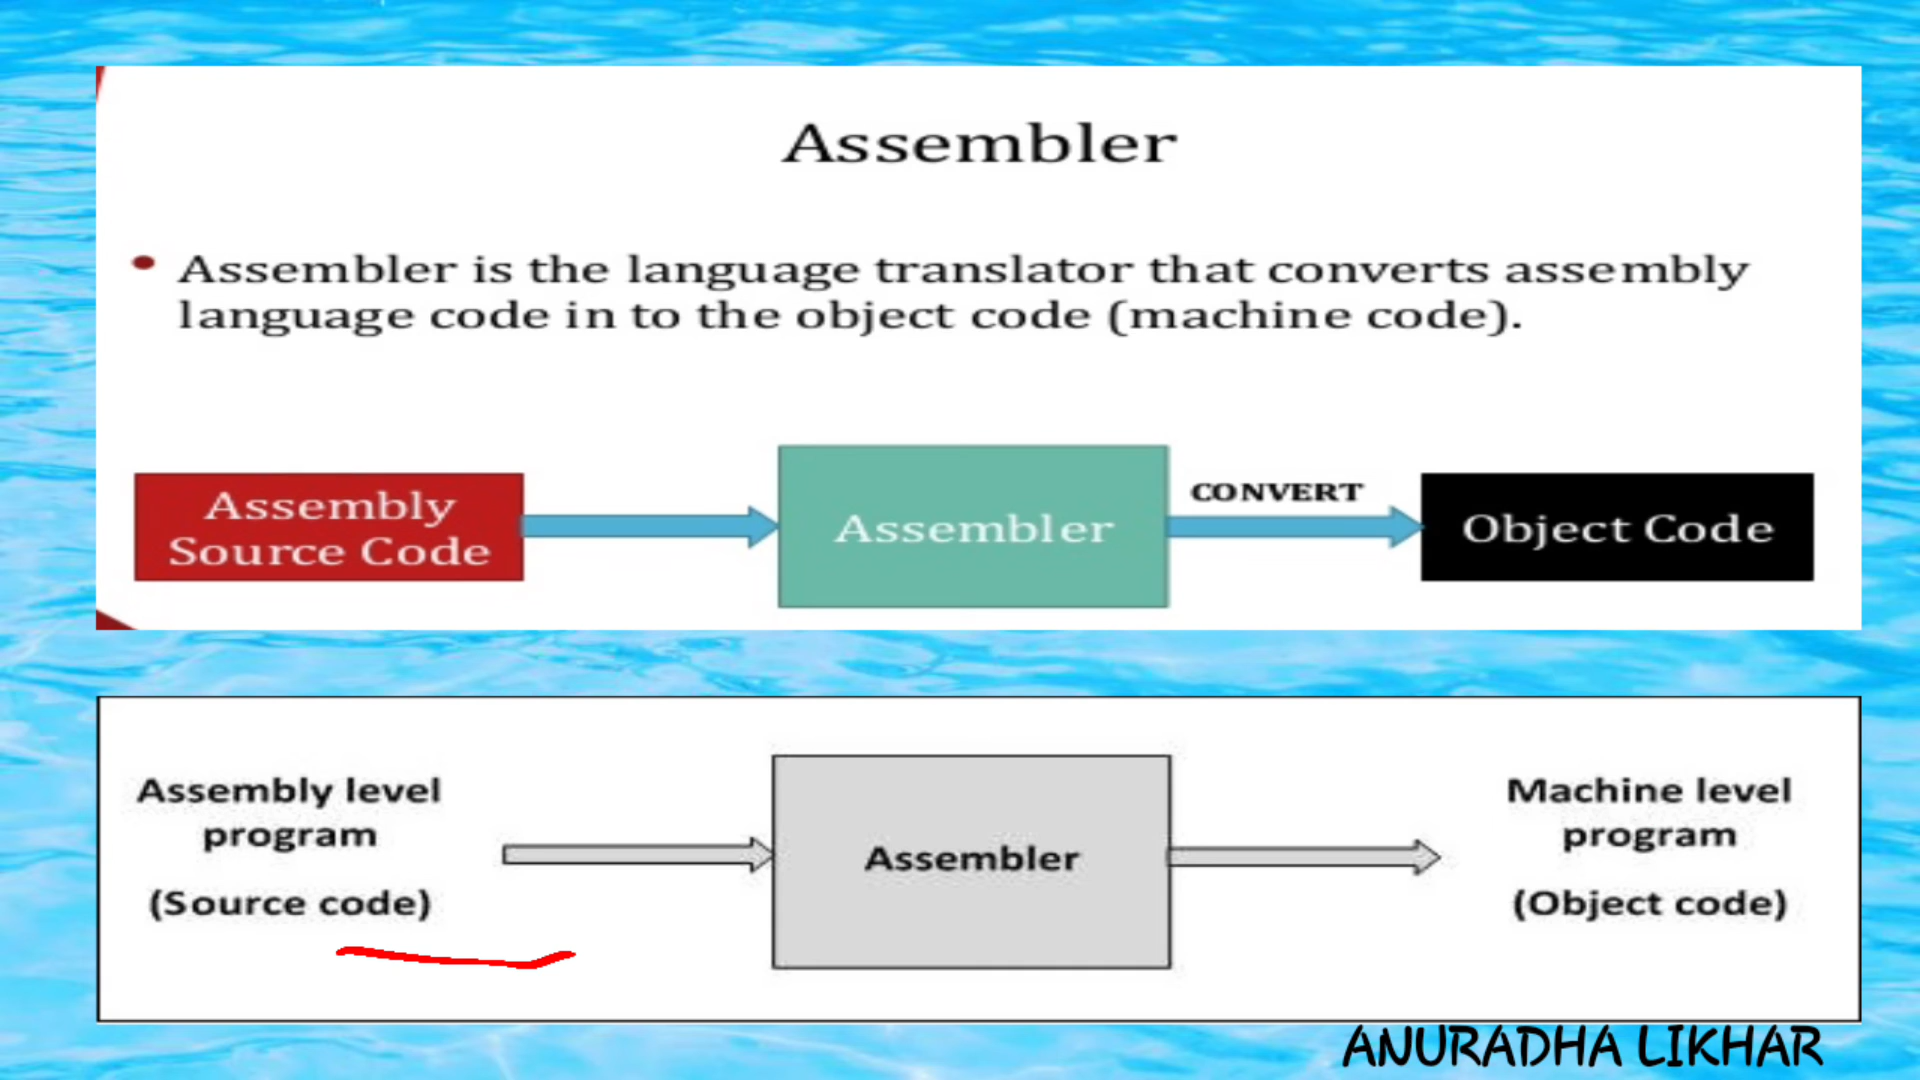 Assembler
• Assembler is the language translator that converts assembly
language code in to the object code (machine code).
Assembly
Source Code
Assembler
CONVERT
Object Code
Assembly level
program
(Source code)
Assembler
Machine level
program
(Object code)
ANURADHA LIKHAR